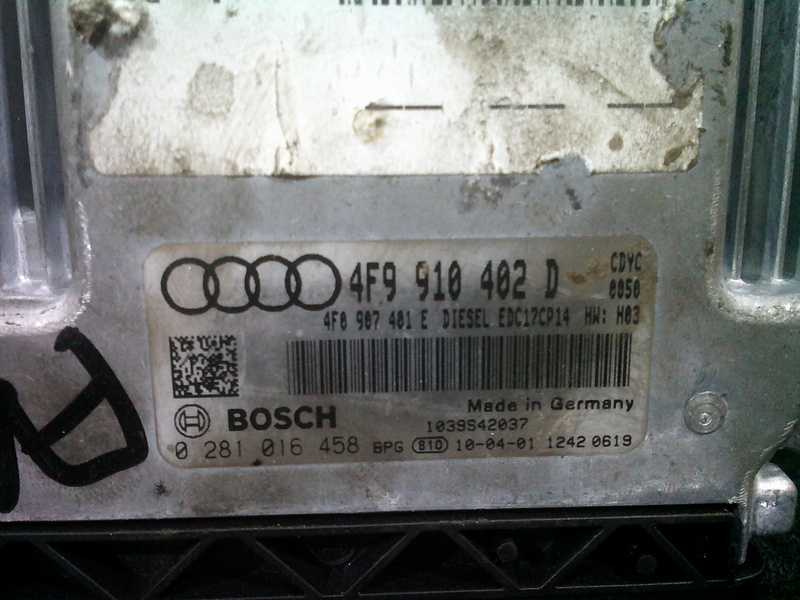 4F9 910 402 D
CDYC
0050
4F0 907 401 E DIESEL EDC17CP14 HW: H03
Made in Germany
BOSCH
1039S42037
0 281 016 458 BPG 810 10-04-01 1242 0619